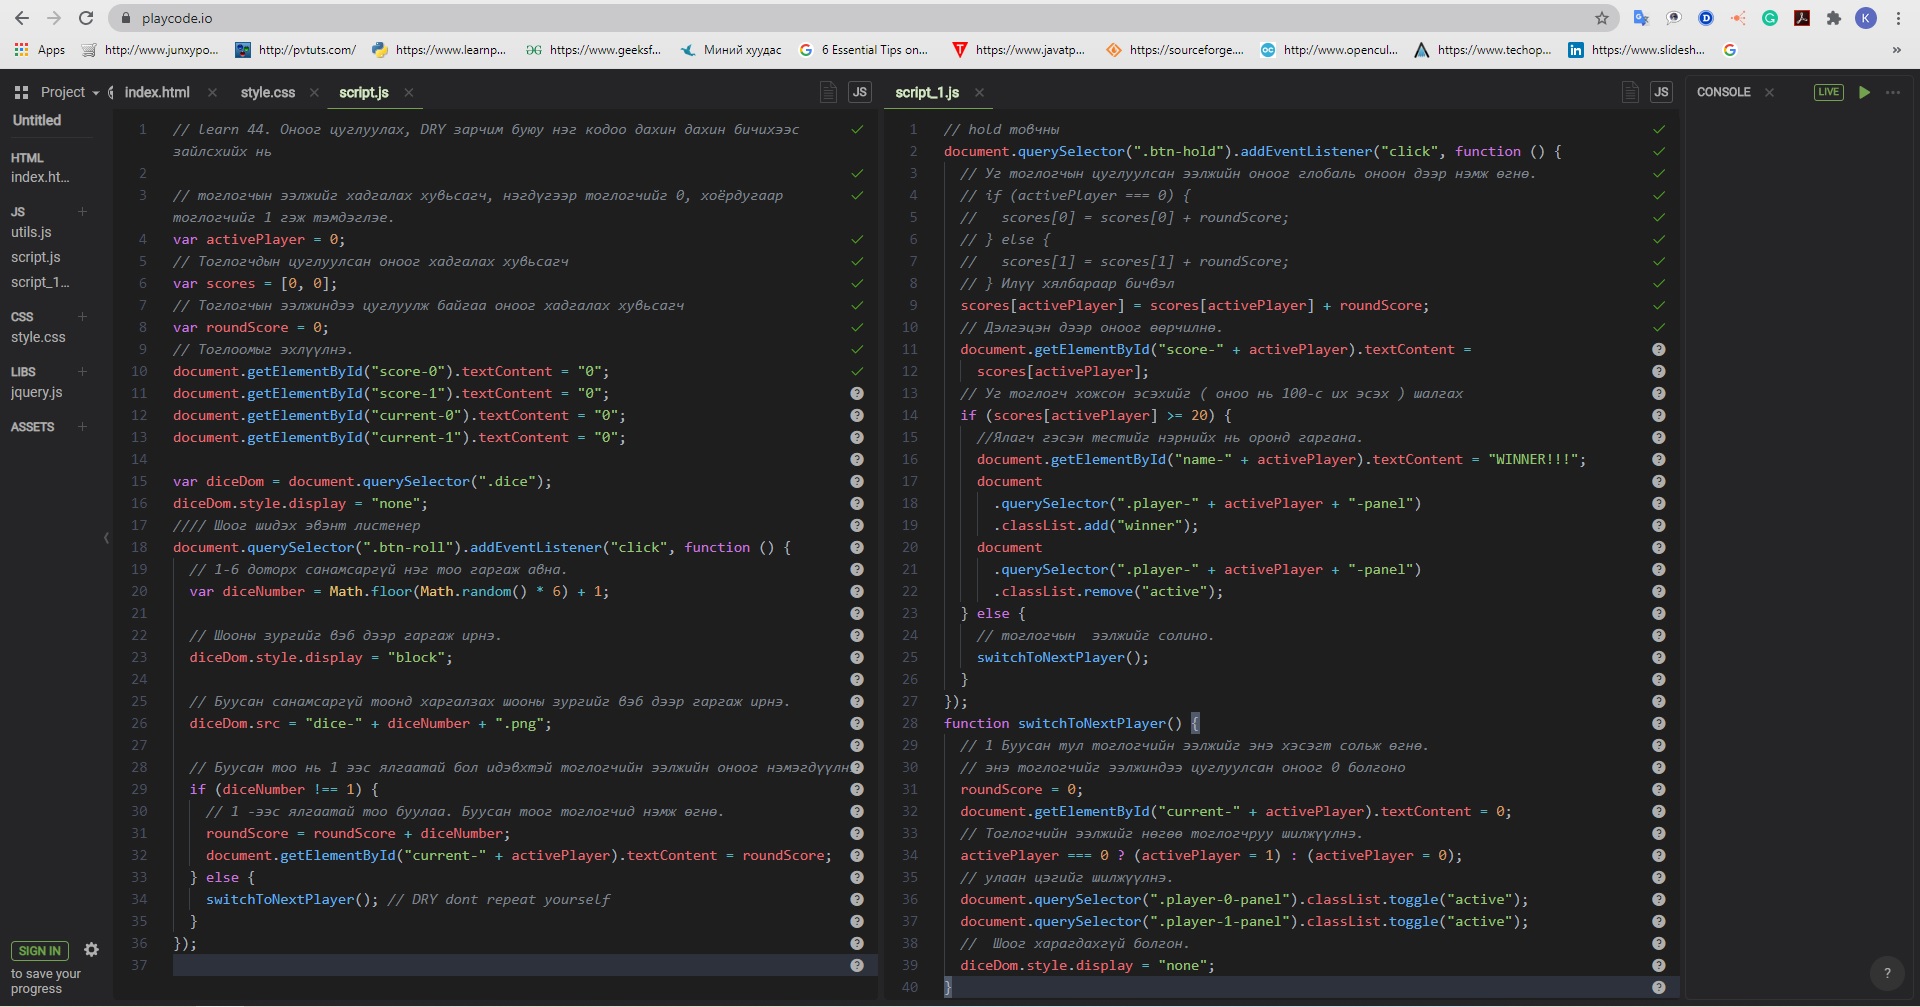 playcode.io
Apps
http://www.junxypo...
http://pvtuts.com/
https://www.learnp...
https://www.geeksf...
Миний хуудас
6 Essential Tips on...
https://www.javatp...
https://sourceforge....
http://www.opencul...
https://www.techop...
https://www.slidesh...
»
Project
index.html
style.css
script.js
JS
script_1.js
JS
CONSOLE
LIVE
Untitled
HTML
index.ht...
JS
utils.js
script.js
script_1...
CSS
style.css
LIBS
jquery.js
ASSETS
SIGN IN
to save your
progress
1 // learn 44. Оноог цуглуулах, DRY зарчим буюу нэг кодоо дахин дахин бичихээс
зайлсхийх нь
2
3 // тоглогчын ээлжийг хадгалах хувьсагч, нэгдүгээр тоглогчийг 0, хоёрдугаар
тоглогчийг 1 гэж тэмдэглэе.
4 var activePlayer = 0;
5 // Тоглогчдын цуглуулсан оноог хадгалах хувьсагч
6 var scores = [0, 0];
7 // Тоглогчын ээлжиндээ цуглуулж байгаа оноог хадгалах хувьсагч
8 var roundScore = 0;
9 // Тоглоомыг эхлүүлнэ.
10 document.getElementById("score-0").textContent = "0";
11 document.getElementById("score-1").textContent = "0";
12 document.getElementById("current-0").textContent = "0";
13 document.getElementById("current-1").textContent = "0";
14
15 var diceDom = document.querySelector(".dice");
16 diceDom.style.display = "none";
17 //// Шоог шидэх эвэнт листенер
18 document.querySelector(".btn-roll").addEventListener("click", function () {
19 // 1-6 доторх санамсаргүй нэг тоо гаргаж авна.
20 var diceNumber = Math.floor(Math.random() * 6) + 1;
21
22 // Шооны зургийг вэб дээр гаргаж ирнэ.
23 diceDom.style.display = "block";
24
25 // Буусан санамсаргүй тоонд харгалзах шооны зургийг вэб дээр гаргаж ирнэ.
26 diceDom.src = "dice-" + diceNumber + ".png";
27
28 // Буусан тоо нь 1 ээс ялгаатай бол идэвхтэй тоглогчийн ээлжийн оноог нэмэгдүүлн
29 if (diceNumber !== 1) {
30 // 1 -ээс ялгаатай тоо буулаа. Буусан тоог тоглогчид нэмж өгнө.
31 roundScore = roundScore + diceNumber;
32 document.getElementById("current-" + activePlayer).textContent = roundScore;
33 } else {
34 switchToNextPlayer(); // DRY dont repeat yourself
35 }
36 });
37
1 // hold товчны
2 document.querySelector(".btn-hold").addEventListener("click", function () {
3 // Уг тоглогчын цуглуулсан ээлжийн оноог глобаль оноон дээр нэмж өгнө.
4 // if (activePlayer === 0) {
5 // scores[0] = scores[0] + roundScore;
6 // } else {
7 // scores[1] = scores[1] + roundScore;
8 // } Илүү хялбараар бичвэл
9 scores[activePlayer] = scores[activePlayer] + roundScore;
10 // Дэлгэцэн дээр оноог өөрчилнө.
11 document.getElementById("score-" + activePlayer).textContent =
12 scores[activePlayer];
13 // Уг тоглогч хожсон эсэхийг ( оноо нь 100-с их эсэх ) шалгах
14 if (scores[activePlayer] >= 20) {
15 //Ялагч гэсэн тестийг нэрнийх нь оронд гаргана.
16 document.getElementById("name-" + activePlayer).textContent = "WINNER!!!";
17 document
18 .querySelector(".player-" + activePlayer + "-panel")
19 .classList.add("winner");
20 document
21 .querySelector(".player-" + activePlayer + "-panel")
22 .classList.remove("active");
23 } else {
24 // тоглогчын ээлжийг солино.
25 switchToNextPlayer();
26 }
27 });
28 function switchToNextPlayer() {
29 // 1 Буусан тул тоглогчийн ээлжийг энэ хэсэгт сольж өгнө.
30 // энэ тоглогчийг ээлжиндээ цуглуулсан оноог 0 болгоно
31 roundScore = 0;
32 document.getElementById("current-" + activePlayer).textContent = 0;
33 // Тоглогчийн ээлжийг нөгөө тоглогчруу шилжүүлнэ.
34 activePlayer === 0 ? (activePlayer = 1) : (activePlayer = 0);
35 // улаан цэгийг шилжүүлнэ.
36 document.querySelector(".player-0-panel").classList.toggle("active");
37 document.querySelector(".player-1-panel").classList.toggle("active");
38 // Шоог харагдахгүй болгон.
39 diceDom.style.display = "none";
40 }